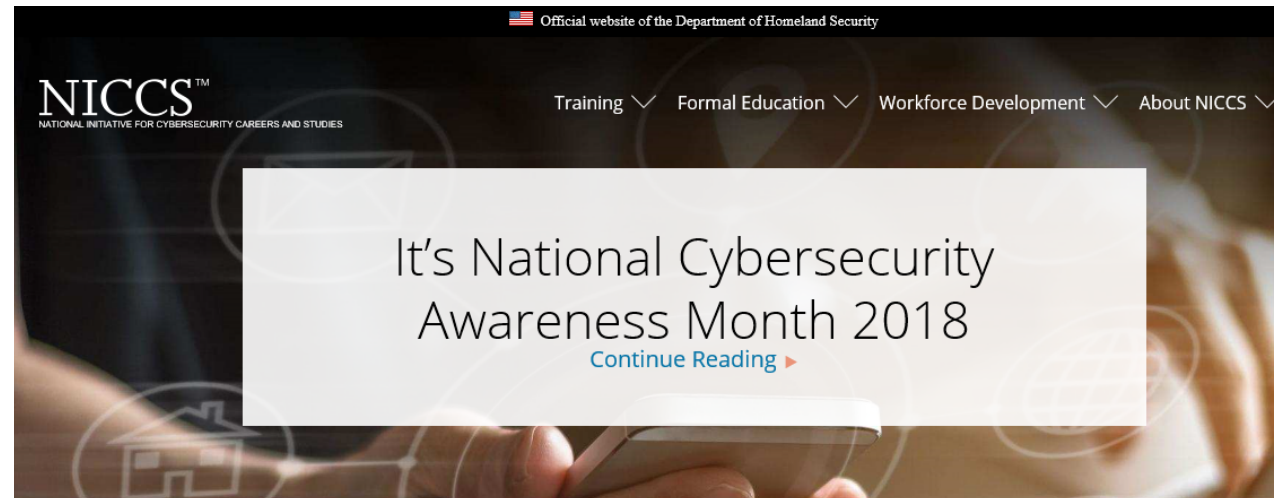 Official website of the Department of Homeland Security
NICCS™
NATIONAL INITIATIVE FOR CYBERSECURITY CAREERS AND STUDIES
Training
Formal Education
Workforce Development
About NICCS
It's National Cybersecurity
Awareness Month 2018
Continue Reading